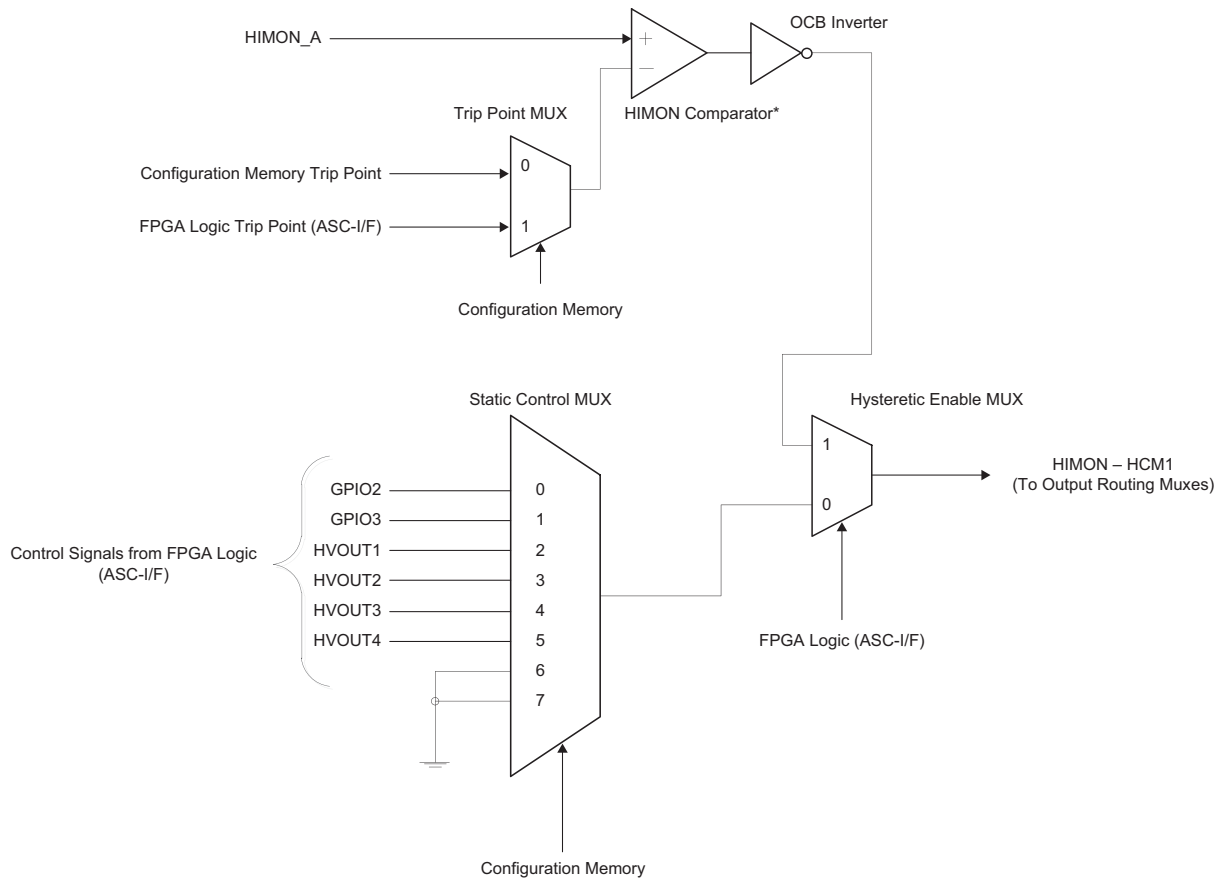 OCB Inverter
HIMON_A
+
—
Trip Point MUX
HIMON Comparator*
0
Configuration Memory Trip Point
FPGA Logic Trip Point (ASC-I/F)
1
Configuration Memory
Static Control MUX
Hysteretic Enable MUX
1
HIMON – HCM1
(To Output Routing Muxes)
0
GPIO2
0
GPIO3
1
HVOUT1
2
Control Signals from FPGA Logic
(ASC-I/F)
HVOUT2
3
HVOUT3
4
HVOUT4
5
6
7
FPGA Logic (ASC-I/F)
Configuration Memory